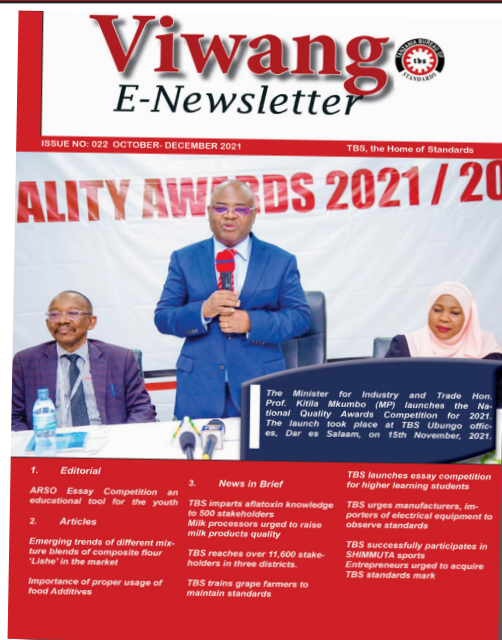 Viwango
TANZANIA BUREAU OF
tbs
STANDARDS
E-Newsletter
ISSUE NO: 022 OCTOBER- DECEMBER 2021
TBS, the Home of Standards
ALITY AWARDS 2021 / 20
The Minister for Industry and Trade Hon.
Prof. Kitila Mkumbo (MP) launches the Na-
tional Quality Awards Competition for 2021.
The launch took place at TBS Ubungo offic-
es, Dar es Salaam, on 15th November, 2021.
1. Editorial
ARSO Essay Competition an
educational tool for the youth
2. Articles
Emerging trends of different mix-
ture blends of composite flour
‘Lishe’ in the market
Importance of proper usage of
food Additives
3. News in Brief
TBS imparts aflatoxin knowledge
to 500 stakeholders
Milk processors urged to raise
milk products quality
TBS reaches over 11,600 stake-
holders in three districts.
TBS trains grape farmers to
maintain standards
TBS launches essay competition
for higher learning students
TBS urges manufacturers, im-
porters of electrical equipment to
observe standards
TBS successfully participates in
SHIMMUTA sports
Entrepreneurs urged to acquire
TBS standards mark